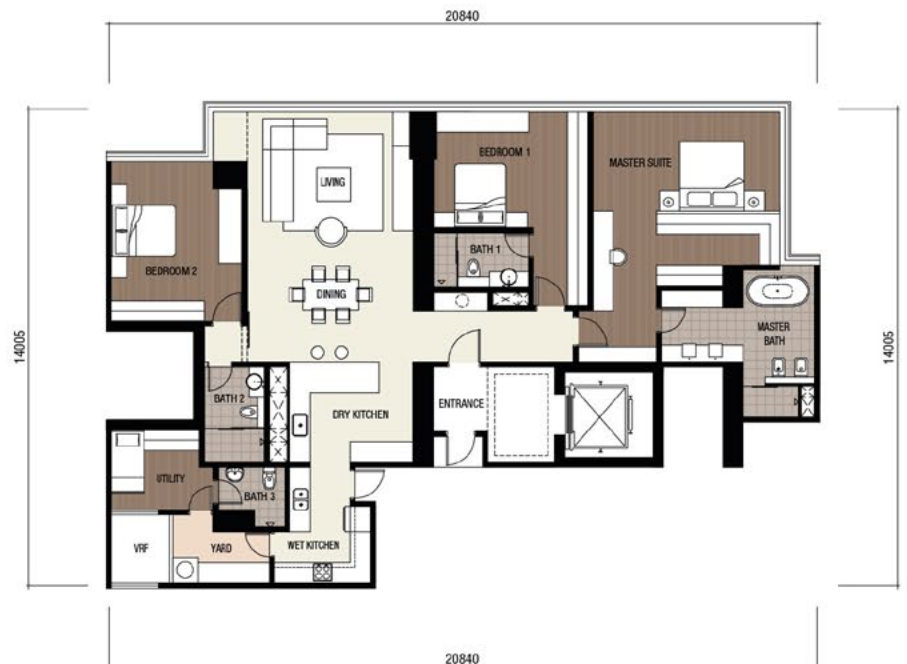 20840
14005
14005
BEDROOM 1
MASTER SUITE
LIVING
BATH 1
BEDROOM 2
DINING
MASTER
BATH
BATH 2
ENTRANCE
DRY KITCHEN
UTILITY
BATH 3
VRF
YARD
WET KITCHEN
20840